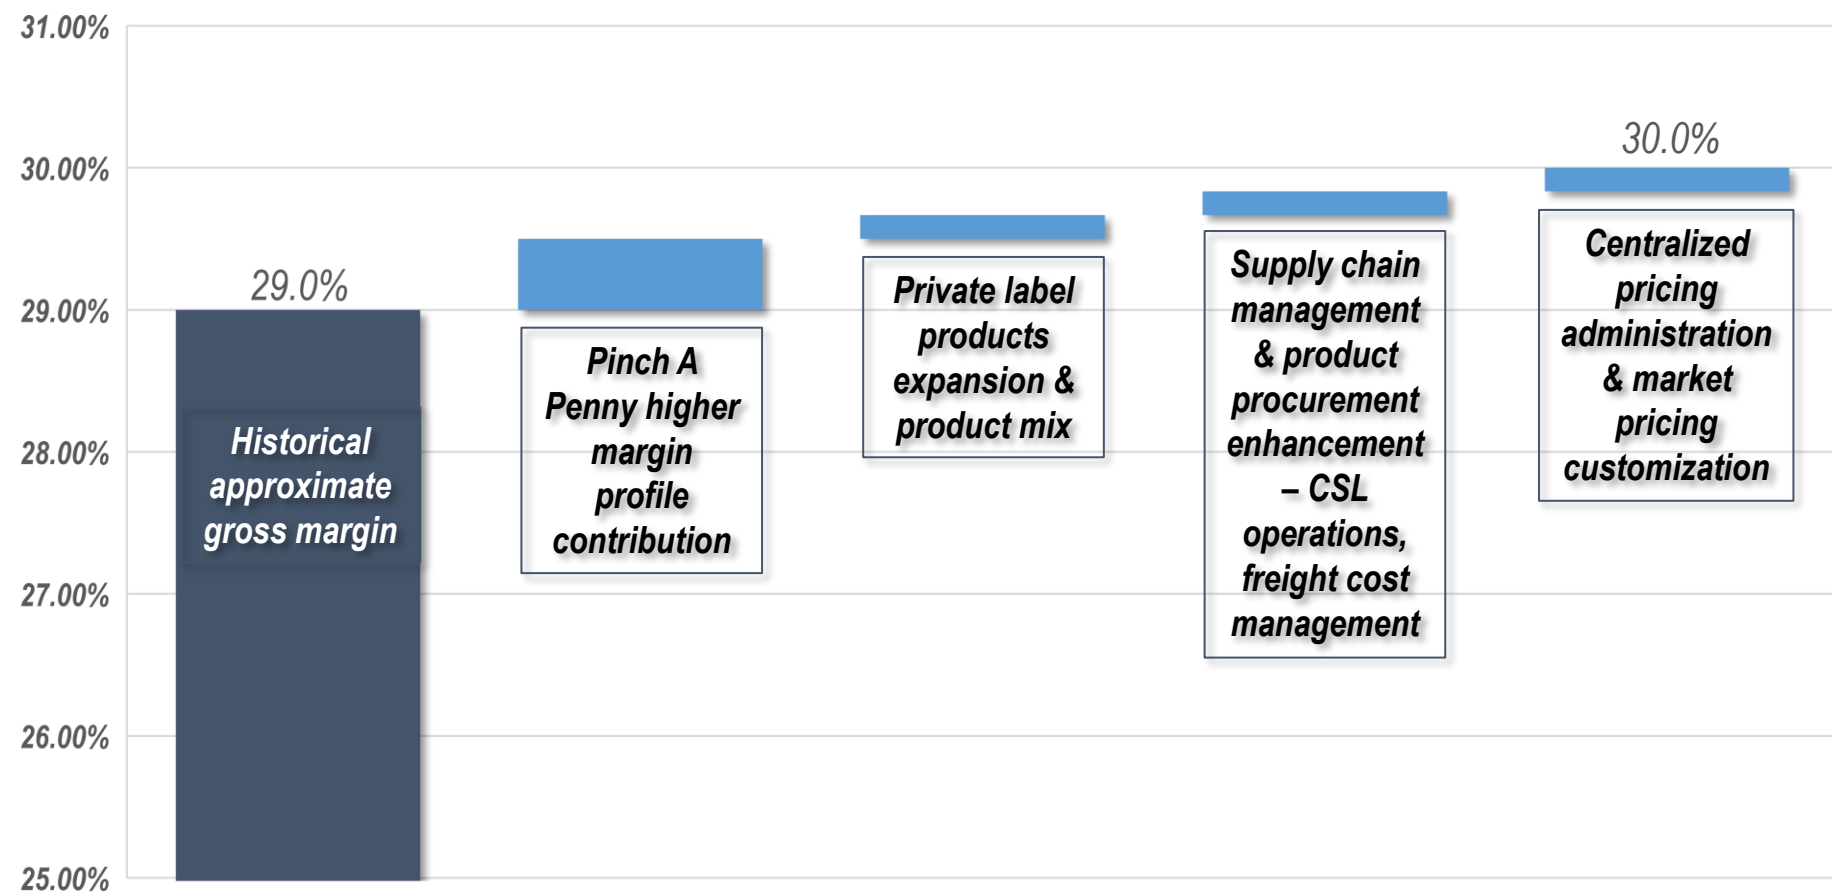 31.00%
30.00%
29.00%
28.00%
27.00%
26.00%
25.00%
29.0%
Historical
approximate
gross margin
Pinch A
Penny higher
margin
profile
contribution
Private label
products
expansion &
product mix
Supply chain
management
& product
procurement
enhancement
– CSL
operations,
freight cost
management
30.0%
Centralized
pricing
administration
& market
pricing
customization